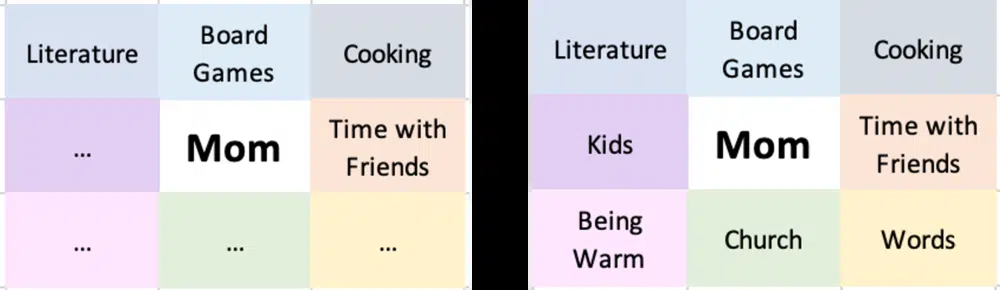 Literature
Board
Games
Cooking
...
Mom
Time with
Friends
...
...
...
Literature
Board
Games
Cooking
Kids
Mom
Time with
Friends
Being
Warm
Church
Words